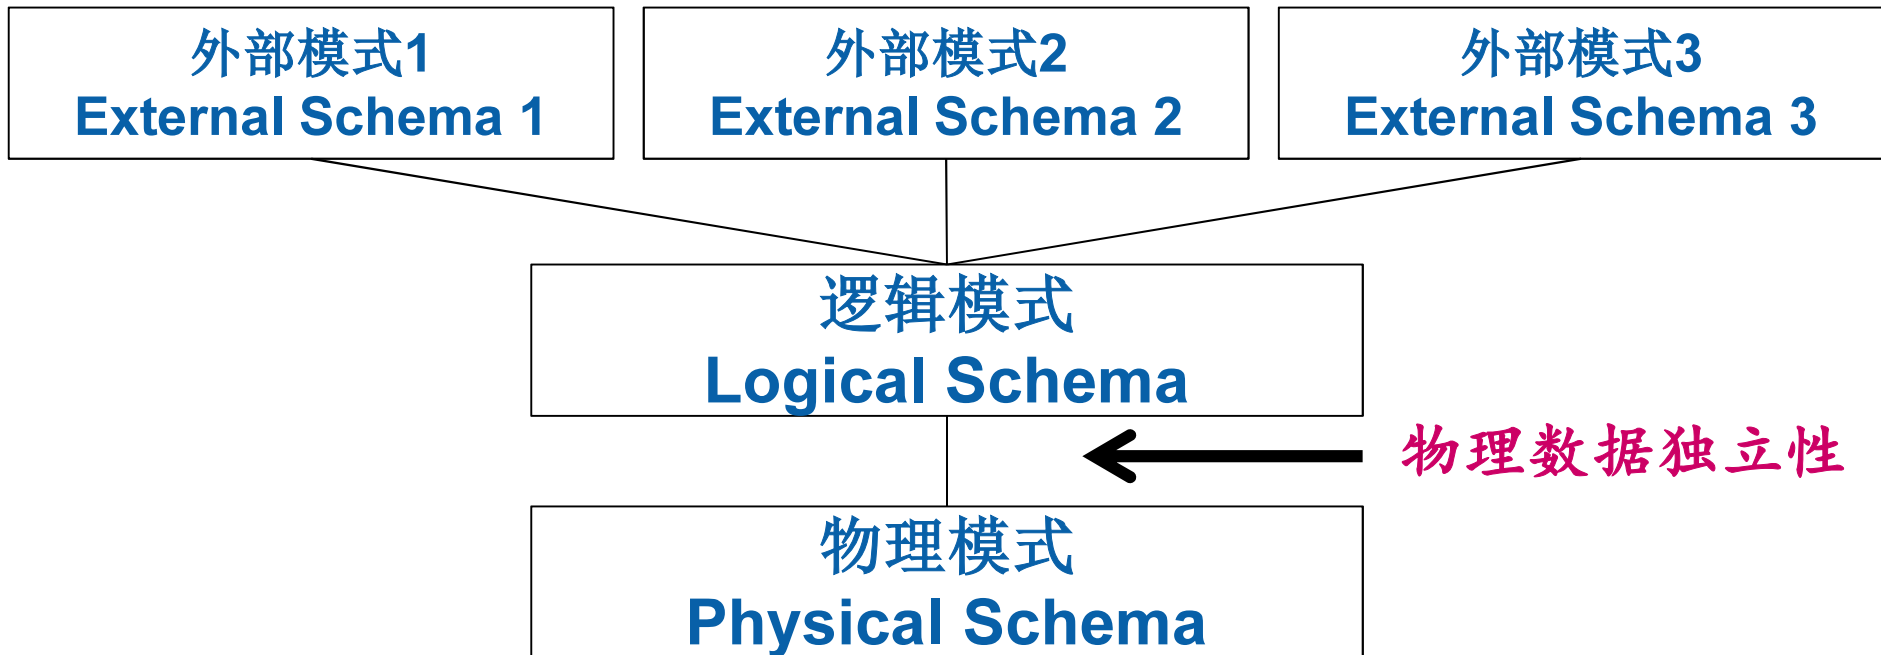 外部模式1
External Schema 1
外部模式2
External Schema 2
外部模式3
External Schema 3
逻辑模式
Logical Schema
物理数据独立性
物理模式
Physical Schema